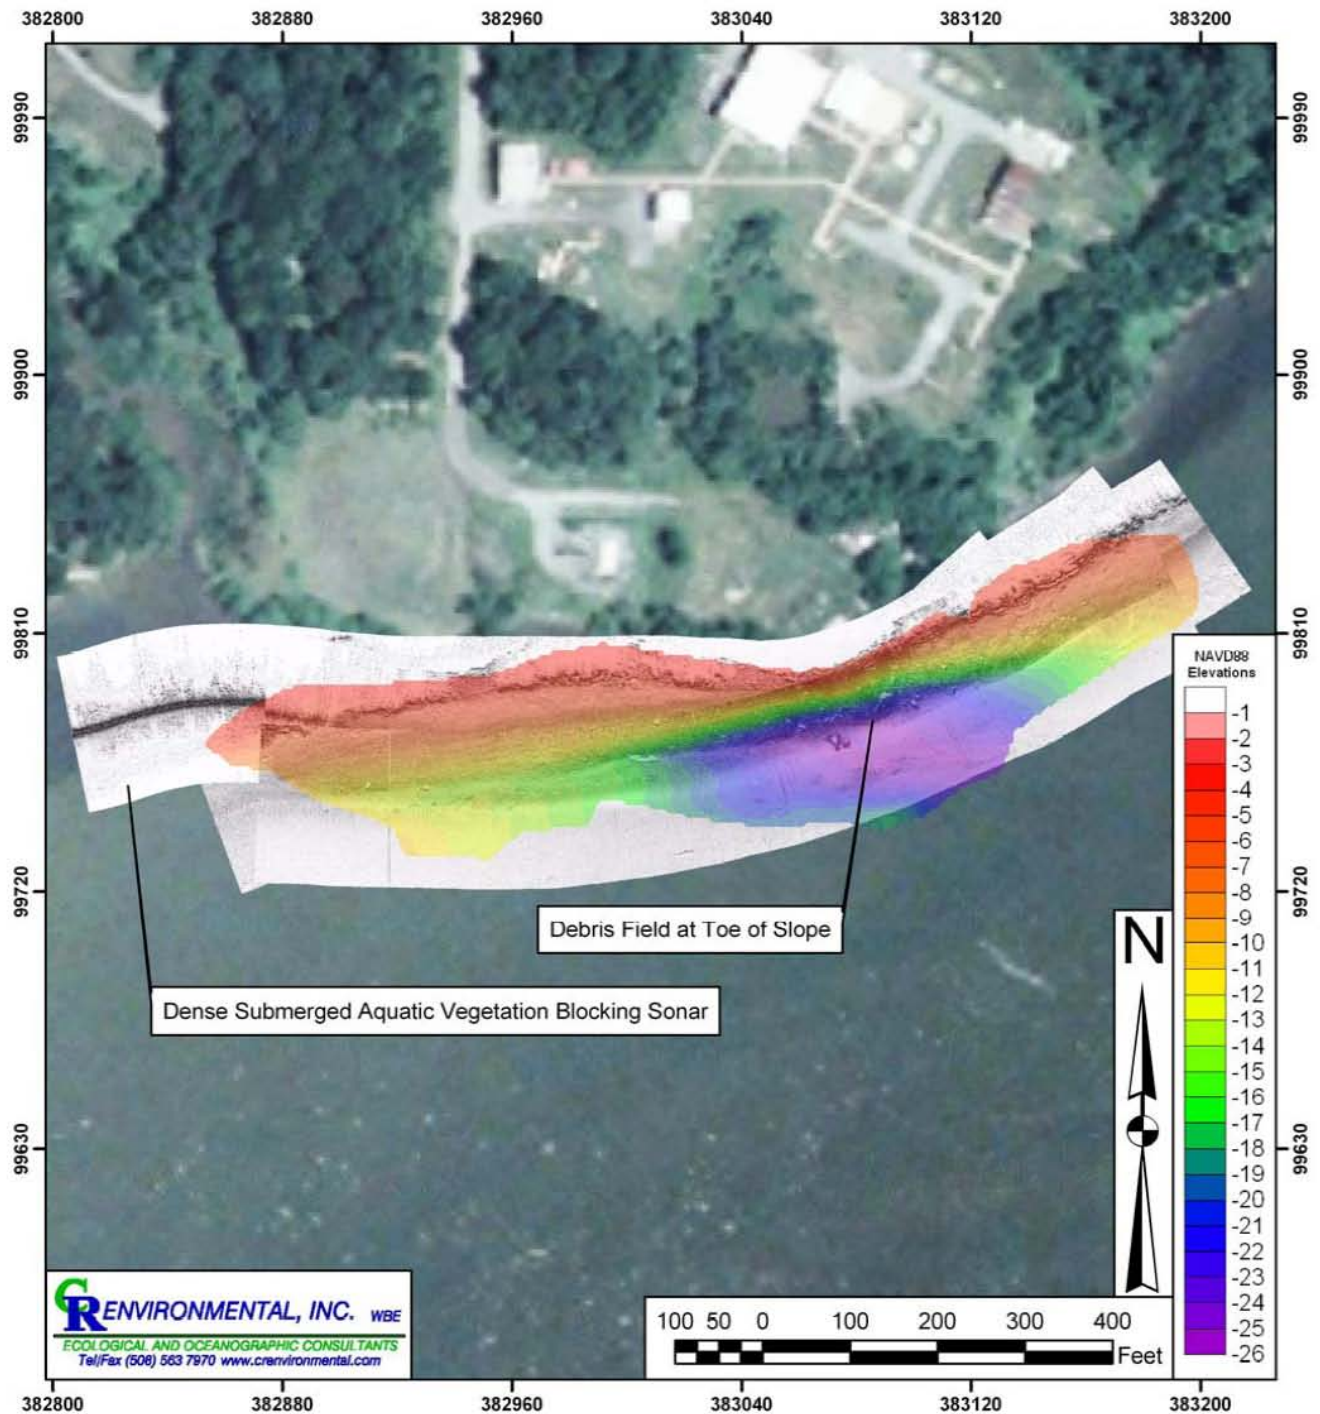 382800 382880 382960 383040 383120 383200
99990 99990
99900 99900
99810 99810
NAVD88
Elevations
-1
-2
-3
-4
-5
-6
-7
-8
-9
-10
-11
-12
-13
-14
-15
-16
-17
-18
-19
-20
-21
-22
-23
-24
-25
-26
99720 99720
Debris Field at Toe of Slope
N
Dense Submerged Aquatic Vegetation Blocking Sonar
99630 99630
CR ENVIRONMENTAL, INC. WBE
ECOLOGICAL AND OCEANOGRAPHIC CONSULTANTS
Tel/Fax (508) 563 7970 www.crenvironmental.com
100 50 0 100 200 300 400
Feet
382800 382880 382960 383040 383120 383200